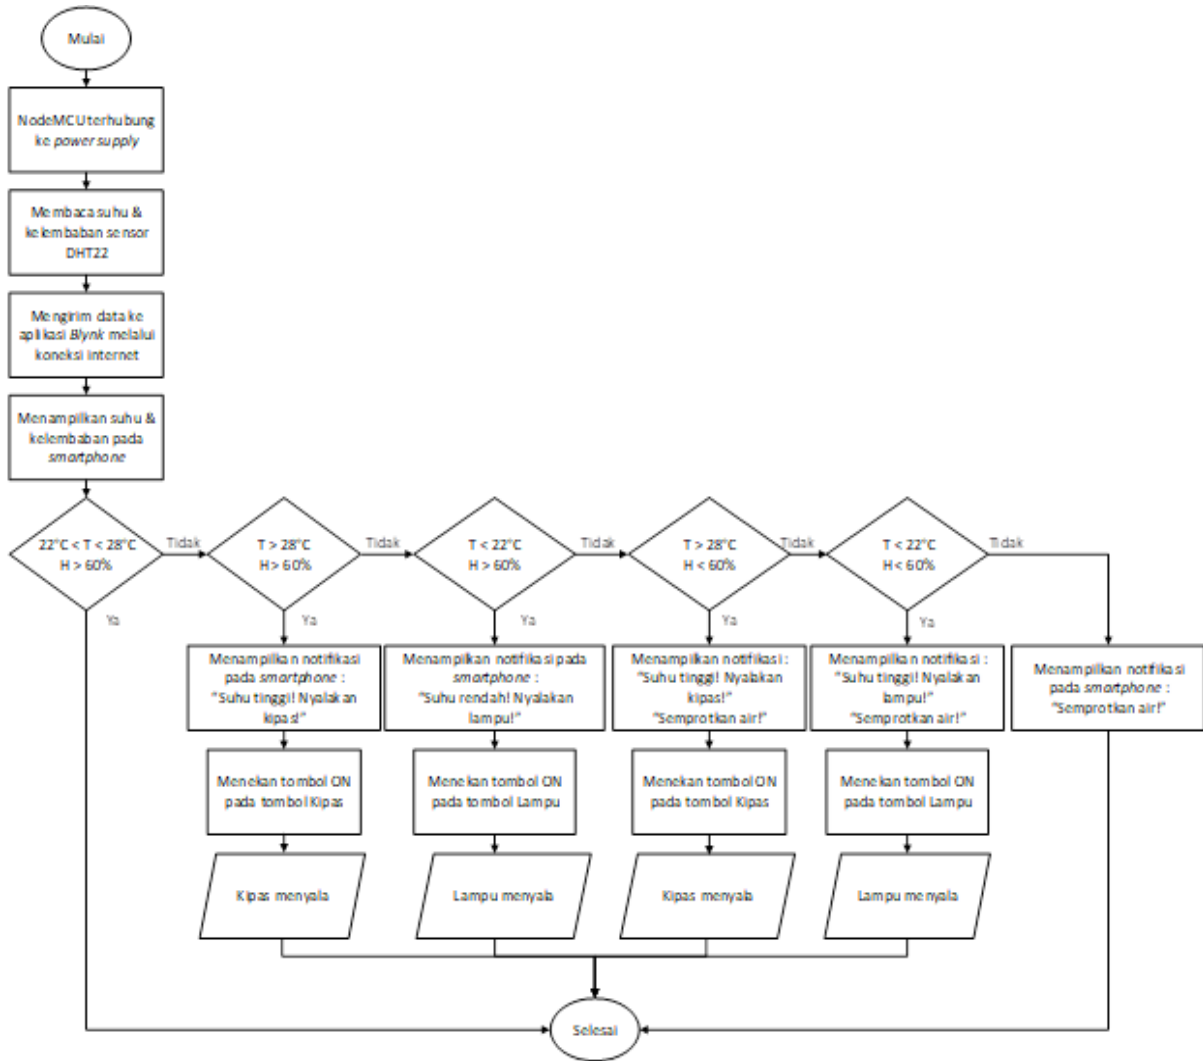 Mulai
NodeMCU terhubung
ke power supply
Membaca suhu &
kelembaban sensor
DHT22
Mengirim data ke
aplikasi Blynk melalui
koneksi internet
Menampilkan suhu &
kelembaban pada
smartphone
22°C < T < 28°C
H > 60%
Tidak
Ya
T > 28°C
H > 60%
Tidak
Ya
T < 22°C
H > 60%
Tidak
Ya
T > 28°C
H < 60%
Tidak
Ya
T < 22°C
H < 60%
Tidak
Ya
Menampilkan notifikasi
pada smartphone :
"Suhu tinggi! Nyalakan
kipas!"
Menampilkan notifikasi pada
smartphone :
"Suhu rendah! Nyalakan
lampu!"
Menampilkan notifikasi :
"Suhu tinggi! Nyalakan
kipas!"
"Semprotkan air!"
Menampilkan notifikasi :
"Suhu tinggi! Nyalakan
lampu!"
"Semprotkan air!"
Menampilkan notifikasi
pada smartphone :
"Semprotkan air!"
Menekan tombol ON
pada tombol Kipas
Menekan tombol ON
pada tombol Lampu
Menekan tombol ON
pada tombol Kipas
Menekan tombol ON
pada tombol Lampu
Kipas menyala
Lampu menyala
Kipas menyala
Lampu menyala
Selesai